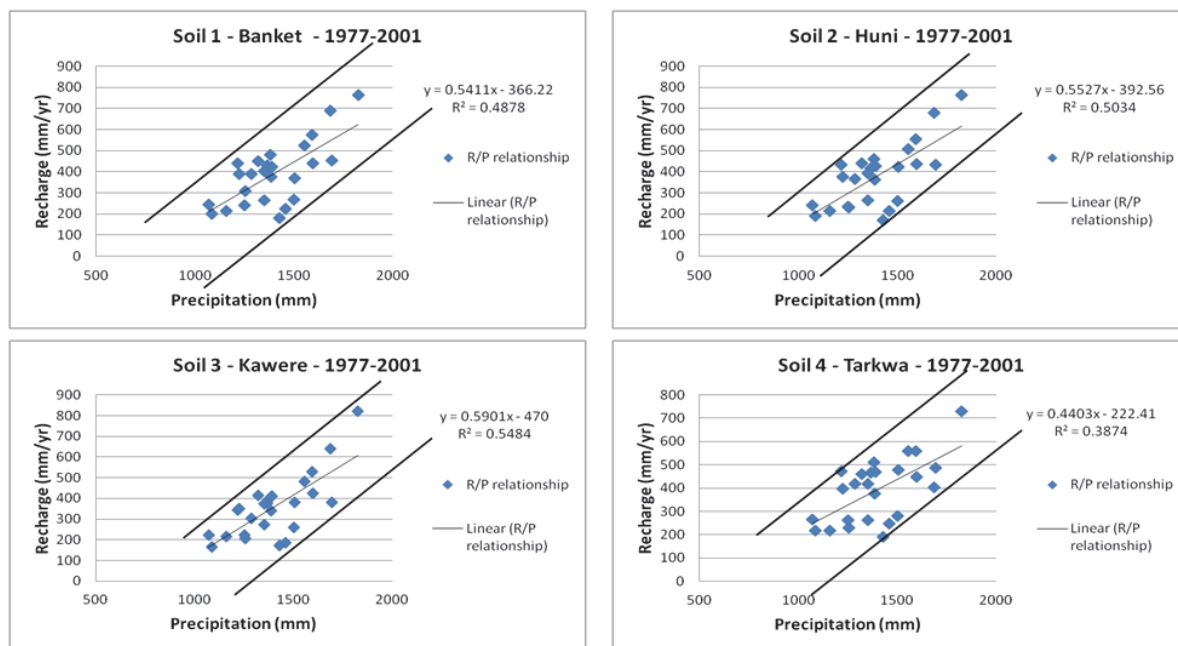 Soil 1 - Banket - 1977-2001
Recharge (mm/yr)
900
800
700
600
500
400
300
200
100
0
500 1000 1500 2000
Precipitation (mm)
y = 0.5411x - 366.22
R² = 0.4878
R/P relationship
Linear (R/P
relationship)
Soil 2 - Huni - 1977-2001
Recharge (mm/yr)
900
800
700
600
500
400
300
200
100
0
500 1000 1500 2000
Precipitation (mm)
y = 0.5527x - 392.56
R² = 0.5034
R/P relationship
Linear (R/P
relationship)
Soil 3 - Kawere - 1977-2001
Recharge (mm/yr)
900
800
700
600
500
400
300
200
100
0
500 1000 1500 2000
Precipitation (mm)
y = 0.5901x - 470
R² = 0.5484
R/P relationship
Linear (R/P
relationship)
Soil 4 - Tarkwa - 1977-2001
Recharge (mm/yr)
800
700
600
500
400
300
200
100
0
500 1000 1500 2000
Precipitation (mm)
y = 0.4403x - 222.41
R² = 0.3874
R/P relationship
Linear (R/P
relationship)